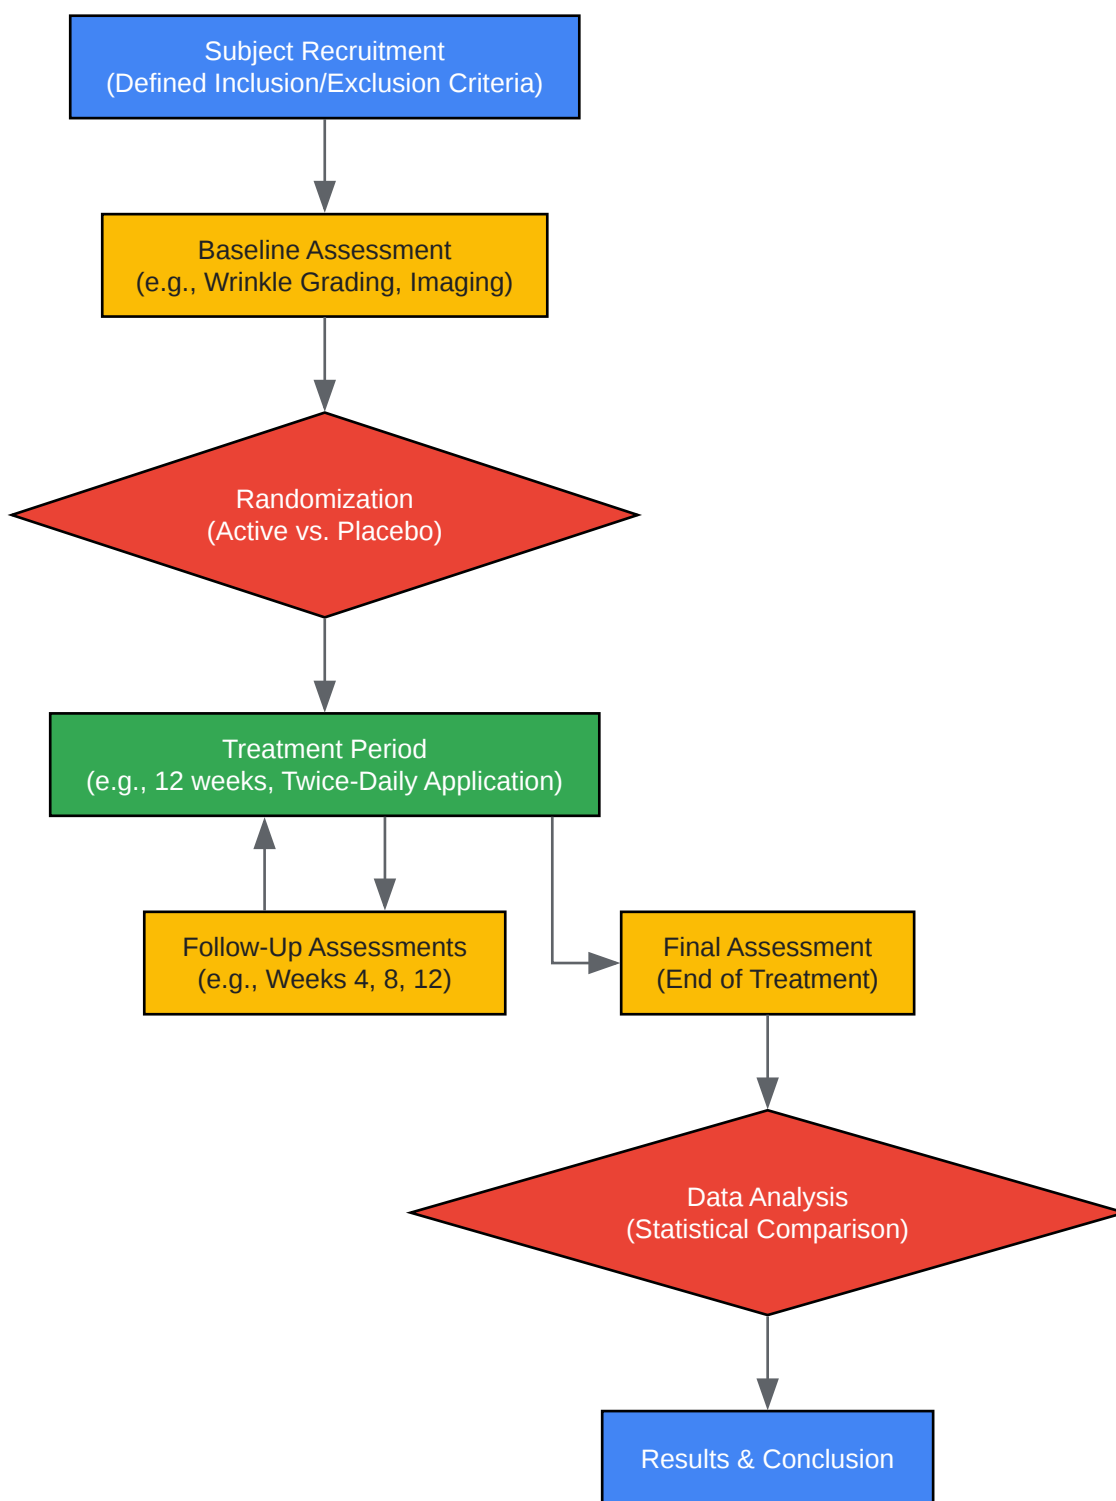 Subject Recruitment
(Defined Inclusion/Exclusion Criteria)
Baseline Assessment
(e.g., Wrinkle Grading, Imaging)
Randomization
(Active vs. Placebo)
Treatment Period
(e.g., 12 weeks, Twice-Daily Application)
Follow-Up Assessments
(e.g., Weeks 4, 8, 12)
Final Assessment
(End of Treatment)
Data Analysis
(Statistical Comparison)
Results & Conclusion